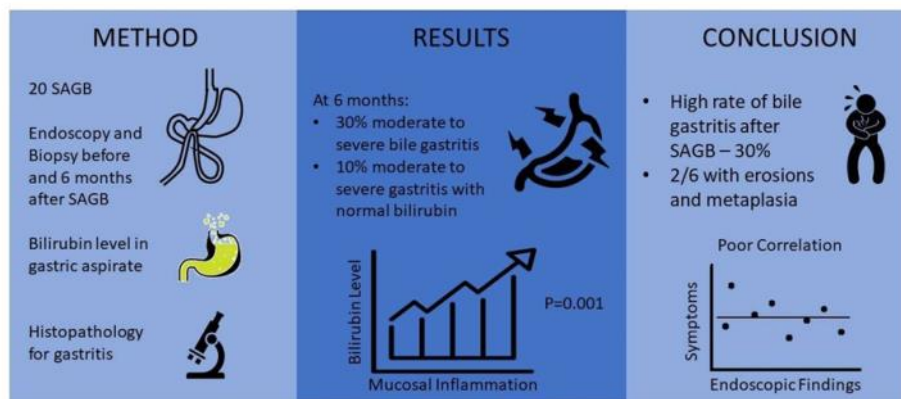 METHOD
20 SAGB
Endoscopy and
Biopsy before
and 6 months
after SAGB
Bilirubin level in
gastric aspirate
Histopathology
for gastritis
RESULTS
At 6 months:
• 30% moderate to
severe bile gastritis
• 10% moderate to
severe gastritis with
normal bilirubin
Bilirubin Level
P=0.001
Mucosal Inflammation
CONCLUSION
• High rate of bile
gastritis after
SAGB – 30%
• 2/6 with erosions
and metaplasia
Poor Correlation
Symptoms
Endoscopic Findings